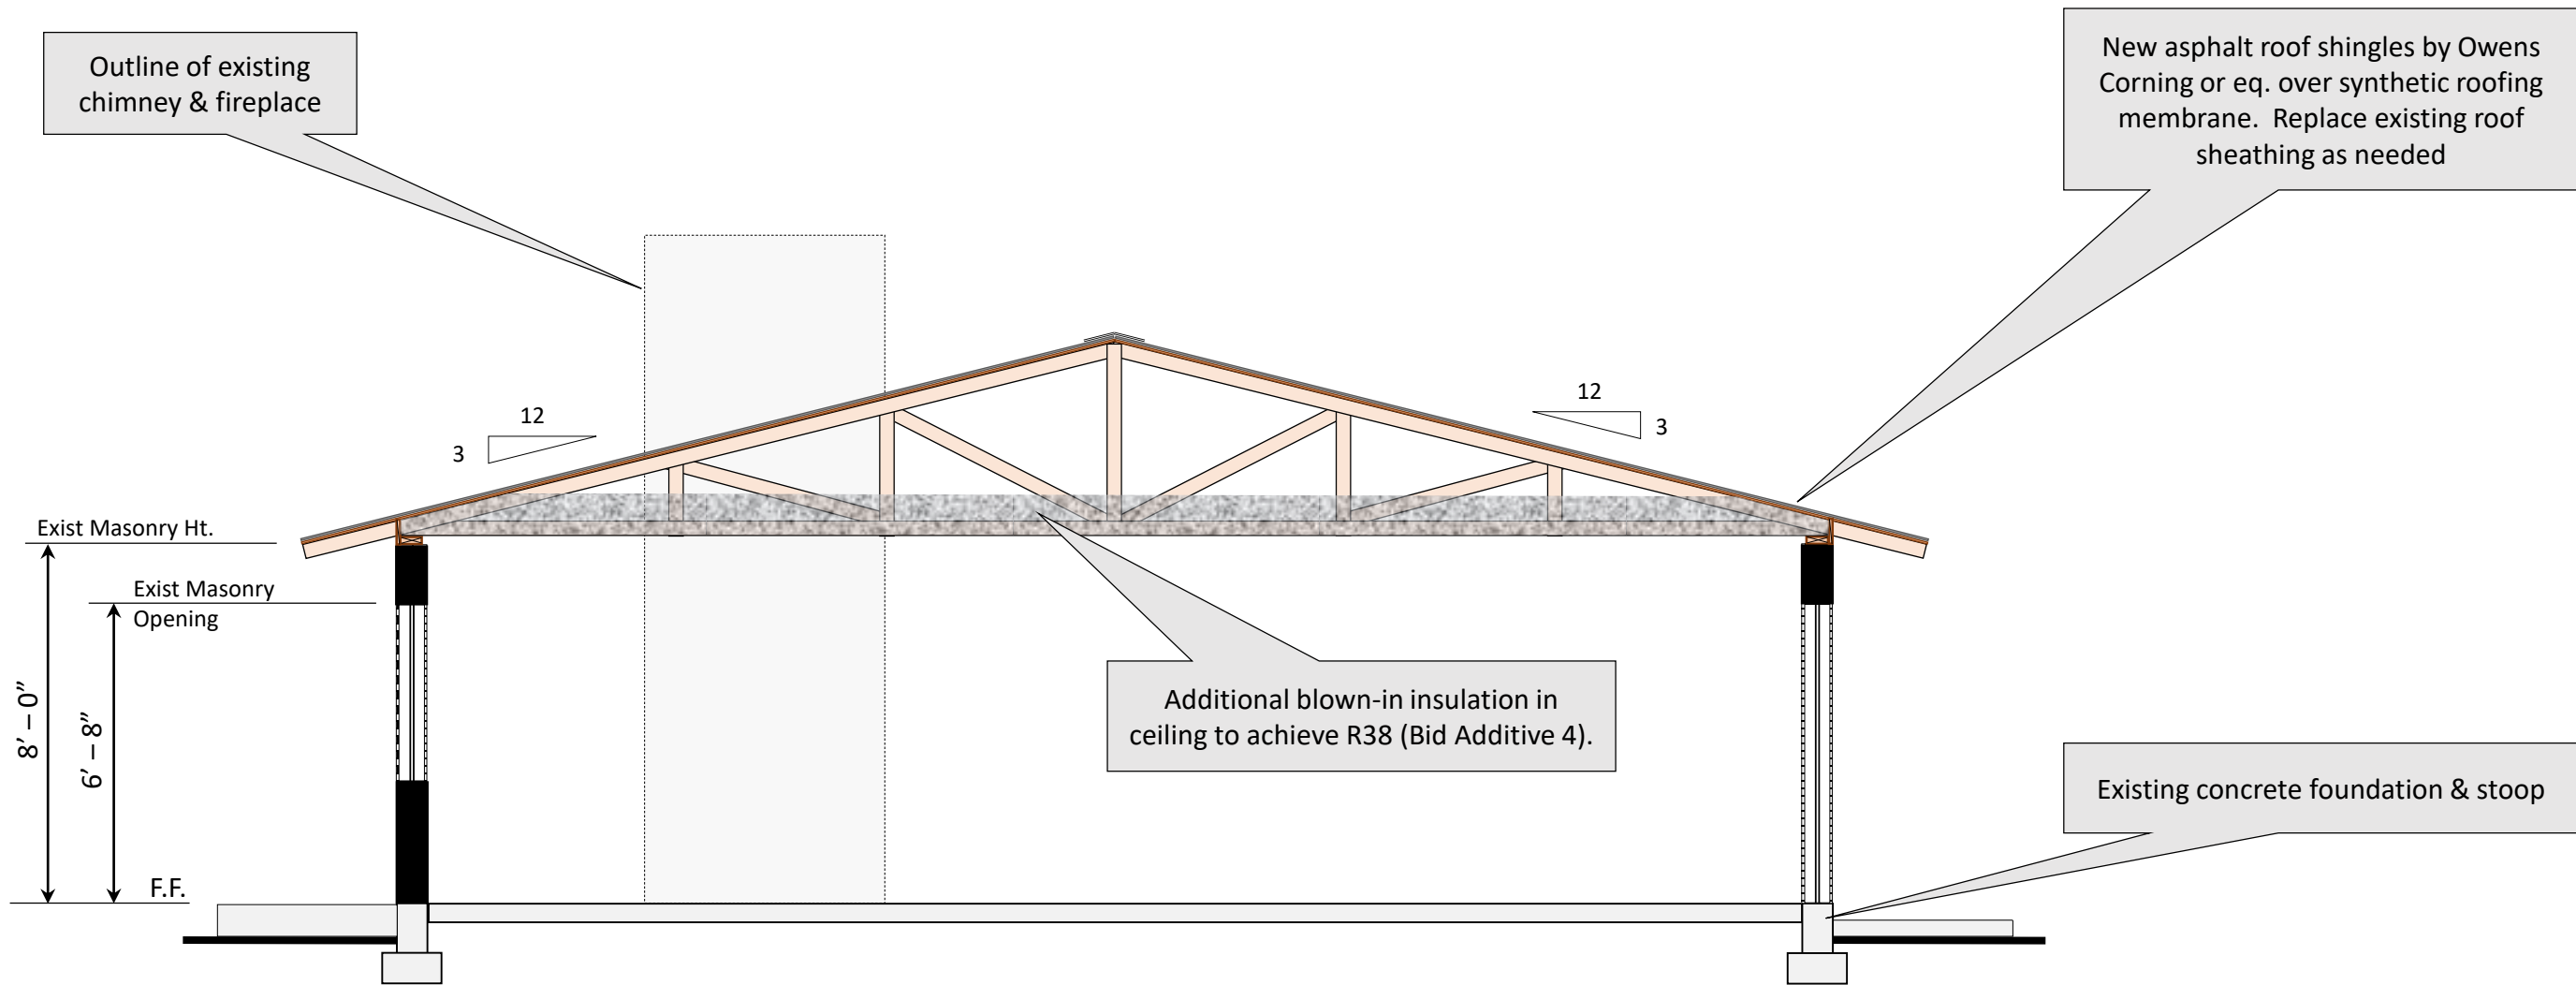 Outline of existing
chimney & fireplace
New asphalt roof shingles by Owens
Corning or eq. over synthetic roofing
membrane.  Replace existing roof
sheathing as needed
12
3
12
3
Exist Masonry Ht.
Exist Masonry
Opening
8’ – 0”
6’ – 8”
F.F.
Additional blown-in insulation in
ceiling to achieve R38 (Bid Additive 4).
Existing concrete foundation & stoop